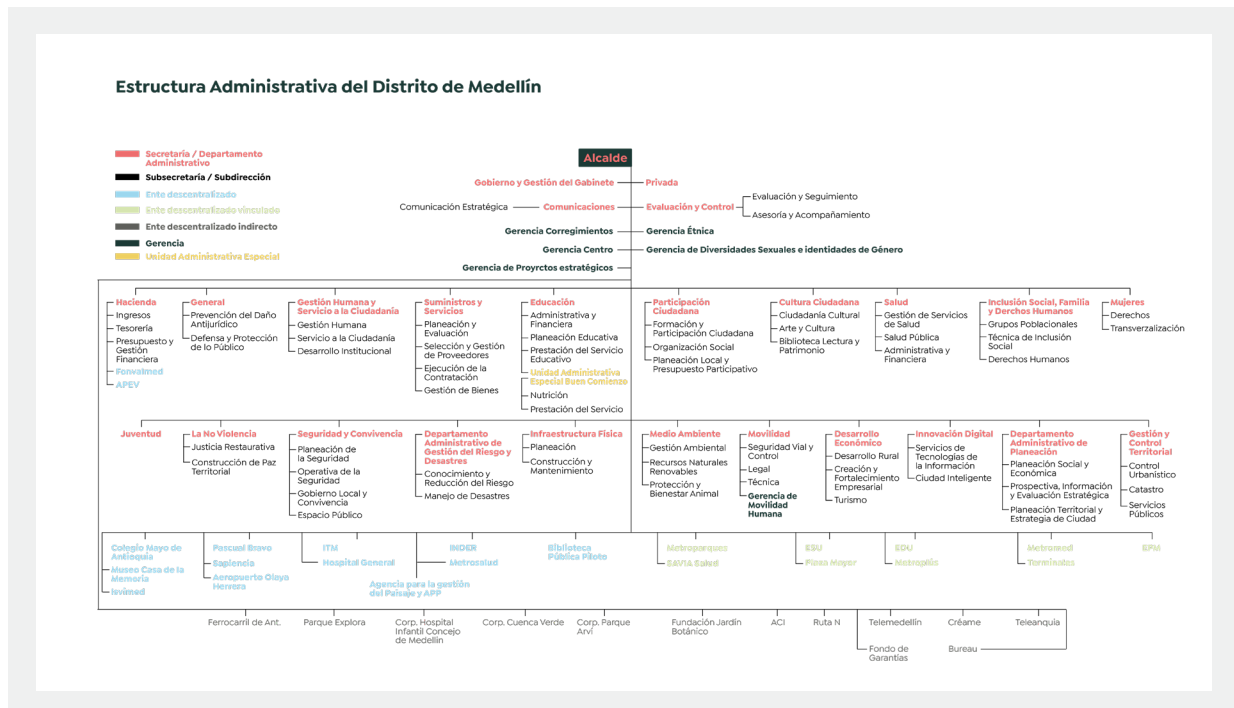 Estructura Administrativa del Distrito de Medellín
Secretaría / Departamento
Administrativo
Subsecretaría / Subdirección
Ente descentralizado
Ente descentralizado vinculado
Ente descentralizado indirecto
Gerencia
Unidad Administrativa Especial
Alcalde
Gobierno y Gestión del Gabinete
Privada
Comunicación Estratégica
Comunicaciones
Evaluación y Control
Evaluación y Seguimiento
Asesoría y Acompañamiento
Gerencia Corregimientos
Gerencia Étnica
Gerencia Centro
Gerencia de Diversidades Sexuales e identidades de Género
Gerencia de Proyrctos estratégicos
Hacienda
Ingresos
Tesorería
Presupuesto y
Gestión
Financiera
Fonvalmed
APEV
General
Prevención del Daño
Antijurídico
Defensa y Protección
de lo Público
Gestión Humana y
Servicio a la Ciudadanía
Gestión Humana
Servicio a la Ciudadanía
Desarrollo Institucional
Suministros y
Servicios
Planeación y
Evaluación
Selección y Gestión
de Proveedores
Ejecución de la
Contratación
Gestión de Bienes
Educación
Administrativa y
Financiera
Planeación Educativa
Prestación del Servicio
Educativo
Unidad Administrativa
Especial Buen Comienzo
Nutrición
Prestación del Servicio
Participación
Ciudadana
Formación y
Participación Ciudadana
Organización Social
Planeación Local y
Presupuesto Participativo
Cultura Ciudadana
Ciudadanía Cultural
Arte y Cultura
Biblioteca Lectura y
Patrimonio
Salud
Gestión de Servicios
de Salud
Salud Pública
Administrativa y
Financiera
Inclusión Social, Familia
y Derchos Humanos
Grupos Poblacionales
Técnica de Inclusión
Social
Derechos Humanos
Mujeres
Derechos
Transverzalización
Juventud
La No Violencia
Justicia Restaurativa
Construcción de Paz
Territorial
Seguridad y Convivencia
Planeación de
la Seguridad
Operativa de la
Seguridad
Gobierno Local y
Convivencia
Espacio Público
Departamento
Administrativo de
Gestión del Riesgo y
Desastres
Conocimiento y
Reducción del Riesgo
Manejo de Desastres
Infraestructura Física
Planeación
Construcción y
Mantenimiento
Medio Ambiente
Gestión Ambiental
Recursos Naturales
Renovables
Protección y
Bienestar Animal
Movilidad
Seguridad Vial y
Control
Legal
Técnica
Gerencia de
Movilidad
Humana
Desarrollo
Económico
Desarrollo Rural
Creación y
Fortalecimiento
Empresarial
Turismo
Innovación Digital
Servicios de
Tecnologías de
la Información
Ciudad Inteligente
Departamento
Administrativo de
Planeación
Planeación Social y
Económica
Prospectiva, Información
y Evaluación Estratégica
Planeación Territorial y
Estrategia de Ciudad
Gestión y
Control
Territorial
Control
Urbanístico
Catastro
Servicios
Públicos
Colegio Mayo de
Antioquia
Museo Casa de la
Memoria
Isvimed
Pascual Bravo
Sapiencia
Aeropuerto Olaya
Herrera
ITM
Hospital General
INDER
Metrosalud
Agencia para la gestión
del Paisaje y APP
Biblioteca
Pública Piloto
Metroparques
SAVIA Salud
ESU
Plaza Mayor
EDU
Metroplús
Metromed
Terminales
EPM
Ferrocarril de Ant.
Parque Explora
Corp. Hospital
Infantil Concejo
de Medellín
Corp. Cuenca Verde
Corp. Parque
Arví
Fundación Jardín
Botánico
ACI
Ruta N
Telemedellín
Créame
Teleanquia
Fondo de
Garantías
Bureau